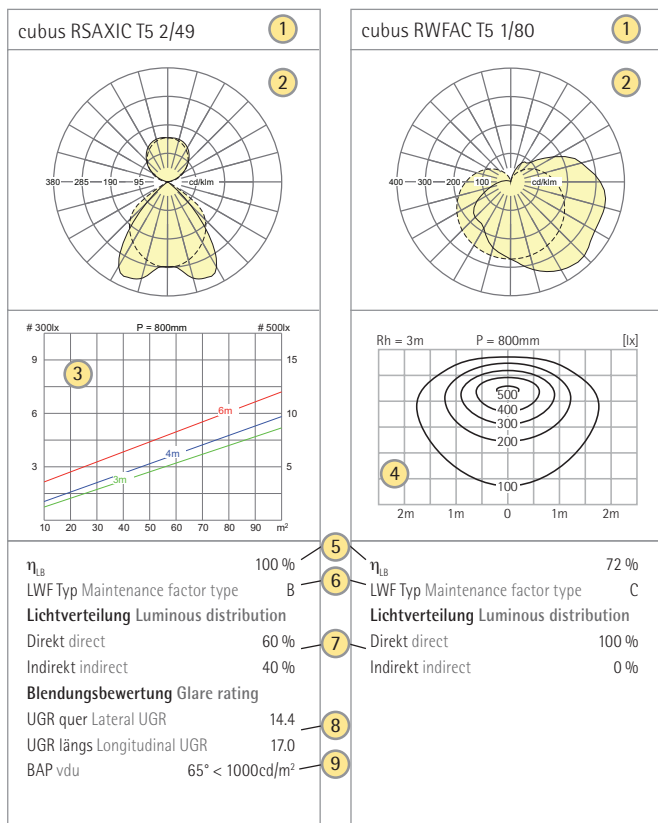 cubus RSAXIC T5 2/49 1
2
380 285 190 95 cd/klm
# 300lx P = 800mm # 500lx
9 15
3
6 10
6m
4m
3 5
3m
10 20 30 40 50 60 70 80 90 m²
ηLB 100 %
LWF Typ Maintenance factor type B
Lichtverteilung Luminous distribution
Direkt direct 60 %
Indirekt indirect 40 %
Blendungsbewertung Glare rating
UGR quer Lateral UGR 14.4
UGR längs Longitudinal UGR 17.0
BAP vdu 65° < 1000cd/m²
5
6
7
8
9
cubus RWFAC T5 1/80 1
2
400 300 200 100 cd/klm
Rh = 3m P = 800mm [lx]
500
400
300
200
4
100
2m 1m 0 1m 2m
ηLB 72 %
LWF Typ Maintenance factor type C
Lichtverteilung Luminous distribution
Direkt direct 100 %
Indirekt indirect 0 %